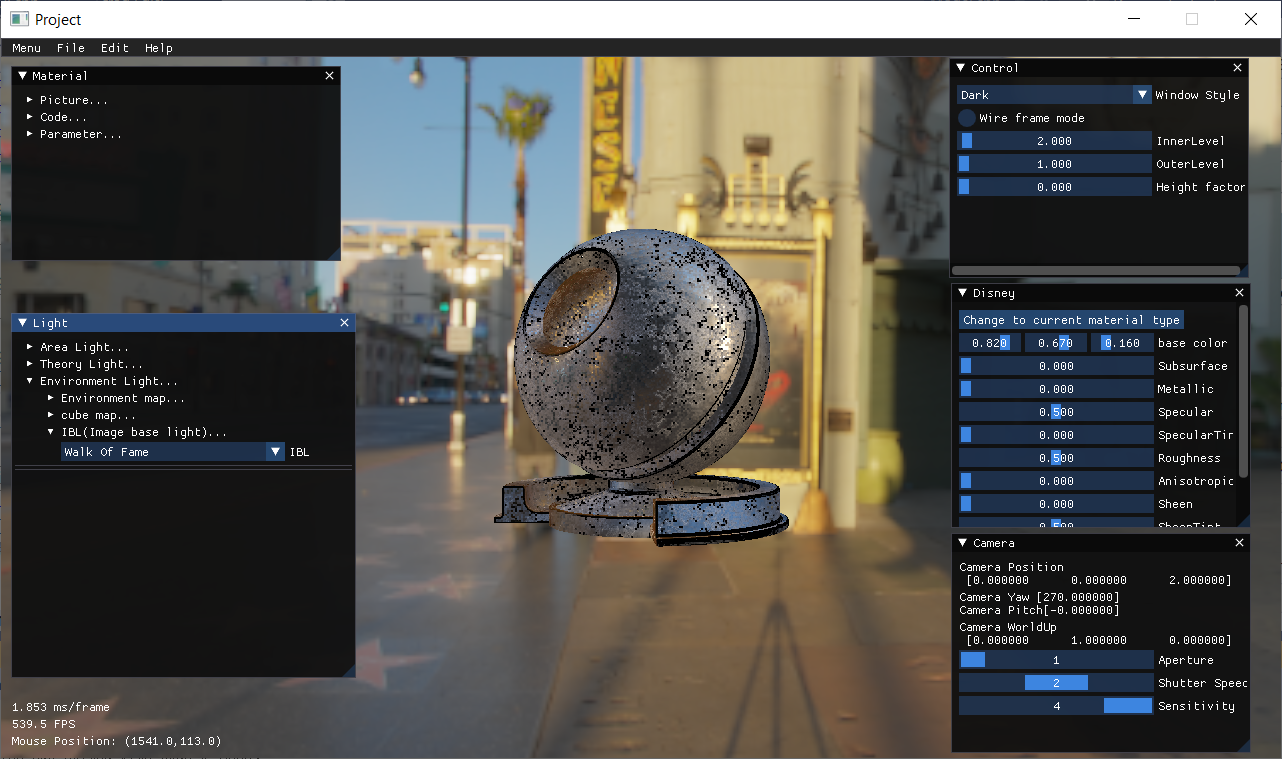 Project
Menu File Edit Help
Material
Picture...
Code...
Parameter...
Light
Area Light...
Theory Light...
Environment Light...
Environment map...
cube map...
IBL(Image base light)...
Walk Of Fame IBL
1.853 ms/frame
539.5 FPS
Mouse Position: (1541.0,113.0)
Control
Dark Window Style
Wire frame mode
2.000 InnerLevel
1.000 OuterLevel
0.000 Height factor
Disney
Change to current material type
0.820 0.670 0.160 base color
0.000 Subsurface
0.000 Metallic
0.500 Specular
0.000 SpecularTir
0.500 Roughness
0.000 Anisotropic
0.000 Sheen
0.500 SheenTint
Camera
Camera Position
[0.000000 0.000000 2.000000]
Camera Yaw [270.000000]
Camera Pitch[-0.000000]
Camera WorldUp
[0.000000 1.000000 0.000000]
1 Aperture
2 Shutter Speec
4 Sensitivity